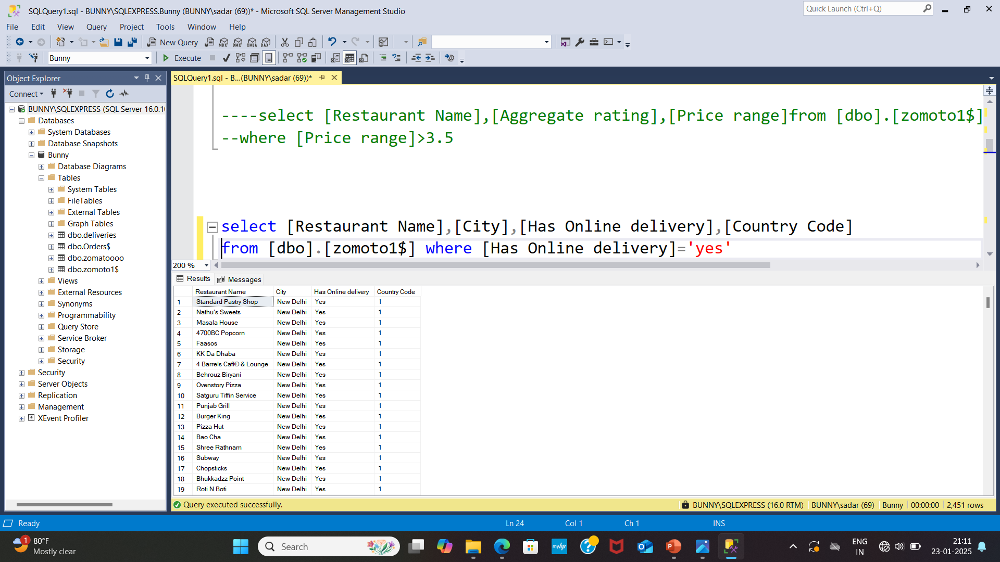 SQLQuery1.sql - BUNNY\SQLEXPRESS.Bunny (BUNNY\sadar (69))* - Microsoft SQL Server Management Studio
Quick Launch (Ctrl+Q)
File Edit View Query Project Tools Window Help
New Query
MDX DMX XMLA DAX
Bunny
Execute
Object Explorer
Connect
BUNNY\SQLEXPRESS (SQL Server 16.0.10
Databases
System Databases
Database Snapshots
Bunny
Database Diagrams
Tables
System Tables
FileTables
External Tables
Graph Tables
dbo.deliveries
dbo.Orders$
dbo.zomatoooo
dbo.zomoto1$
Views
External Resources
Synonyms
Programmability
Query Store
Service Broker
Storage
Security
Security
Server Objects
Replication
Management
XEvent Profiler
SQLQuery1.sql - B...(BUNNY\sadar (69))*
----select [Restaurant Name],[Aggregate rating],[Price range]from [dbo].[zomoto1$]
--where [Price range]>3.5
select [Restaurant Name],[City],[Has Online delivery],[Country Code]
from [dbo].[zomoto1$] where [Has Online delivery]='yes'
200 %
Results Messages
Restaurant Name City Has Online delivery Country Code
1 Standard Pastry Shop New Delhi Yes 1
2 Nathu's Sweets New Delhi Yes 1
3 Masala House New Delhi Yes 1
4 4700BC Popcorn New Delhi Yes 1
5 Faasos New Delhi Yes 1
6 KK Da Dhaba New Delhi Yes 1
7 4 Barrels Cafí© & Lounge New Delhi Yes 1
8 Behrouz Biryani New Delhi Yes 1
9 Ovenstory Pizza New Delhi Yes 1
10 Satguru Tiffin Service New Delhi Yes 1
11 Punjab Grill New Delhi Yes 1
12 Burger King New Delhi Yes 1
13 Pizza Hut New Delhi Yes 1
14 Bao Cha New Delhi Yes 1
15 Shree Rathnam New Delhi Yes 1
16 Subway New Delhi Yes 1
17 Chopsticks New Delhi Yes 1
18 Bhukkadzz Point New Delhi Yes 1
19 Roti N Boti New Delhi Yes 1
Query executed successfully.
BUNNY\SQLEXPRESS (16.0 RTM) BUNNY\sadar (69) Bunny 00:00:00 2,451 rows
Ready Ln 24 Col 1 Ch 1 INS
1
80°F
Mostly clear
Search
myhp
ENG
IN
21:11
23-01-2025